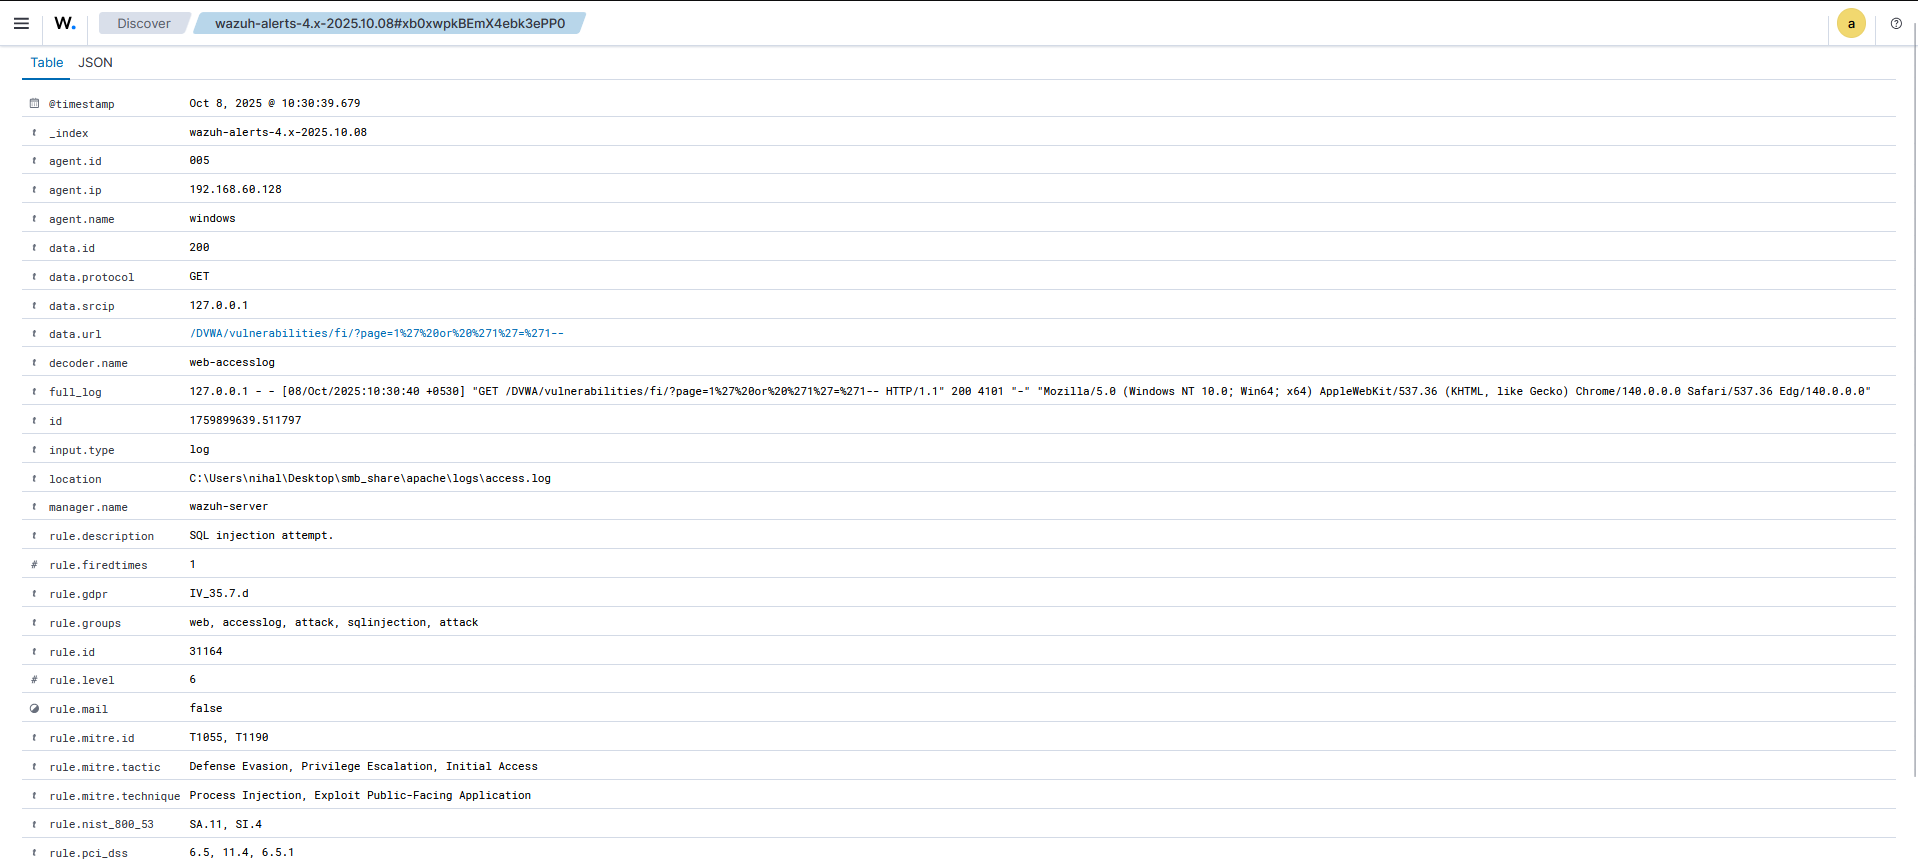 W. Discover wazuh-alerts-4.x-2025.10.08#xb0xwpkBEmX4ebk3ePP0 a
Table JSON
@timestamp Oct 8, 2025 @ 10:30:39.679
t _index wazuh-alerts-4.x-2025.10.08
t agent.id 005
t agent.ip 192.168.60.128
t agent.name windows
t data.id 200
t data.protocol GET
t data.srcip 127.0.0.1
t data.url /DVWA/vulnerabilities/fi/?page=1%27%20or%20%271%27=%271--
t decoder.name web-accesslog
t full_log 127.0.0.1 - - [08/Oct/2025:10:30:40 +0530] "GET /DVWA/vulnerabilities/fi/?page=1%27%20or%20%271%27=%271-- HTTP/1.1" 200 4101 "-" "Mozilla/5.0 (Windows NT 10.0; Win64; x64) AppleWebKit/537.36 (KHTML, like Gecko) Chrome/140.0.0.0 Safari/537.36 Edg/140.0.0.0"
t id 1759899639.511797
t input.type log
t location C:\Users\nihal\Desktop\smb_share\apache\logs\access.log
t manager.name wazuh-server
t rule.description SQL injection attempt.
# rule.firedtimes 1
t rule.gdpr IV_35.7.d
t rule.groups web, accesslog, attack, sqlinjection, attack
t rule.id 31164
# rule.level 6
rule.mail false
t rule.mitre.id T1055, T1190
t rule.mitre.tactic Defense Evasion, Privilege Escalation, Initial Access
t rule.mitre.technique Process Injection, Exploit Public-Facing Application
t rule.nist_800_53 SA.11, SI.4
t rule.pci_dss 6.5, 11.4, 6.5.1